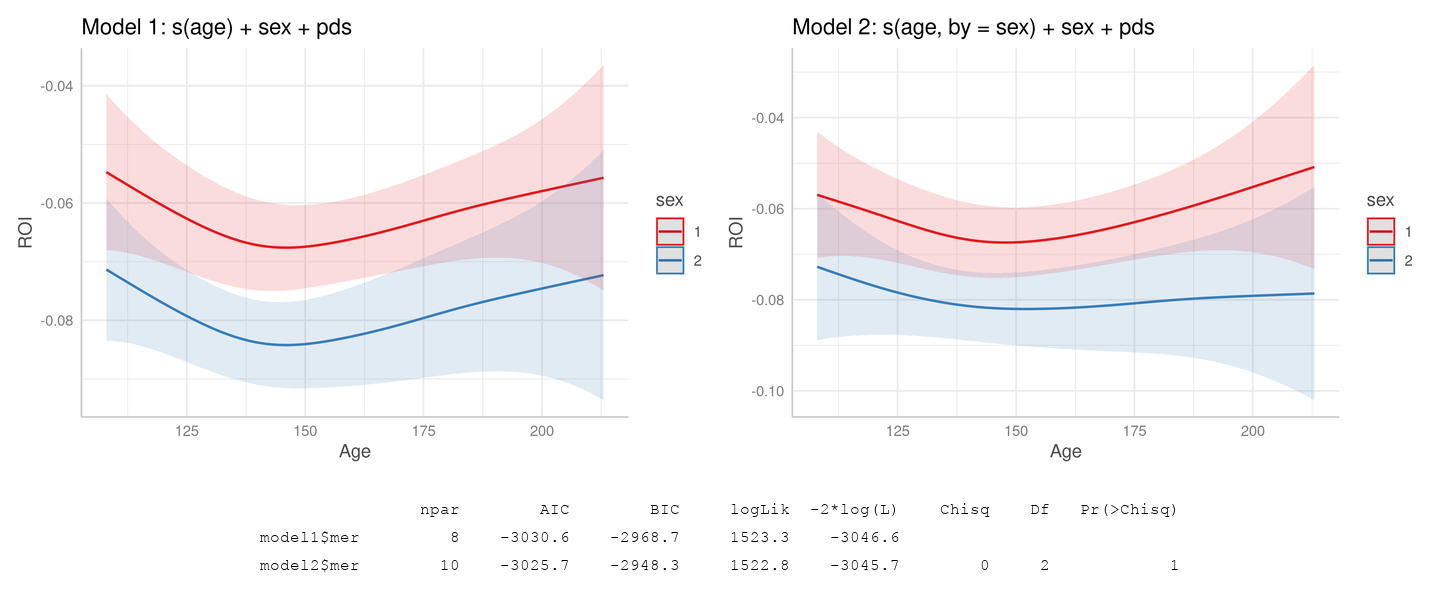 Model 1: s(age) + sex + pds
-0.04
-0.06
-0.08
ROI
125 150 175 200
Age
sex
1
2
Model 2: s(age, by = sex) + sex + pds
-0.04
-0.06
-0.08
-0.10
ROI
125 150 175 200
Age
sex
1
2
npar AIC BIC logLik -2*log(L) Chisq Df Pr(>Chisq)
model1$mer 8 -3030.6 -2968.7 1523.3 -3046.6
model2$mer 10 -3025.7 -2948.3 1522.8 -3045.7 0 2 1